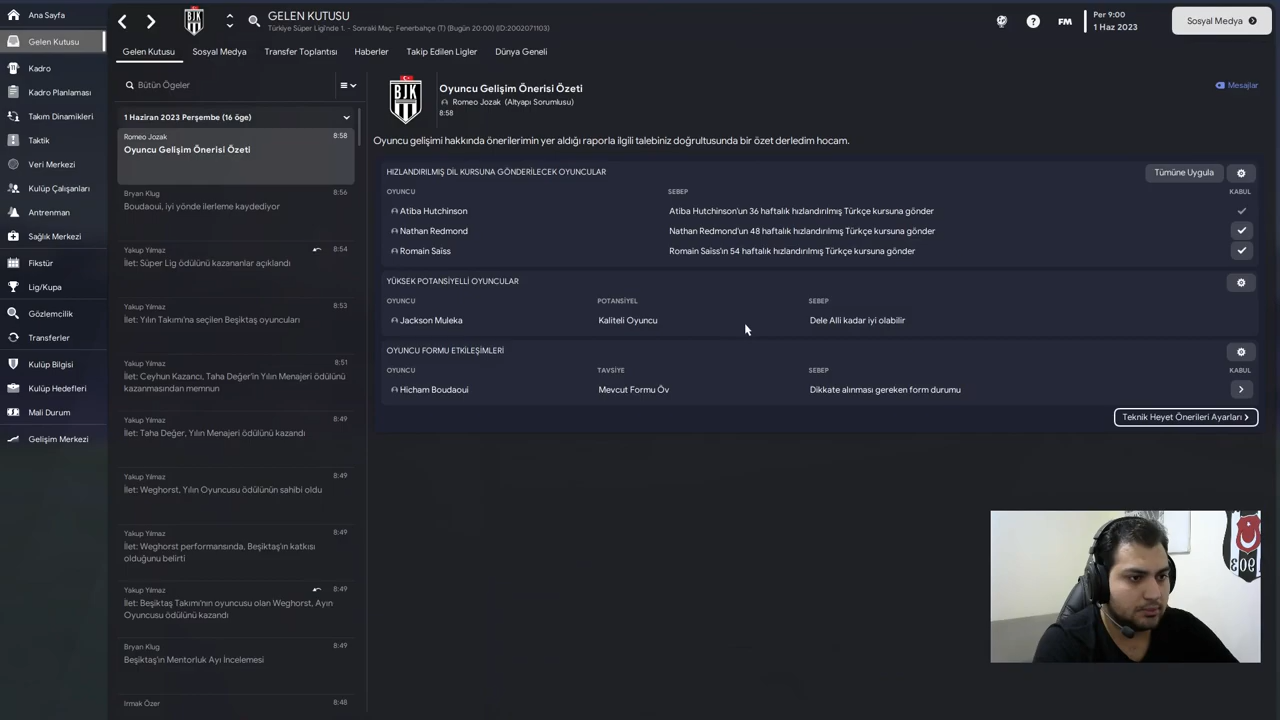 Ana Sayfa
Gelen Kutusu
Kadro
Kadro Planlaması
Takım Dinamikleri
Taktik
Veri Merkezi
Kulüp Çalışanları
Antrenman
Sağlık Merkezi
Fikstür
Lig/Kupa
Gözlemcilik
Transferler
Kulüp Bilgisi
Kulüp Hedefleri
Mali Durum
Gelişim Merkezi
BJK
GELEN KUTUSU
Türkiye Süper Ligi'nde 1. - Sonraki Maç: Fenerbahçe (T) (Bugün 20:00) (ID:2002071103)
FM
Per 9:00
1 Haz 2023
Sosyal Medya
Gelen Kutusu Sosyal Medya Transfer Toplantısı Haberler Takip Edilen Ligler Dünya Geneli
Bütün Ögeler
1 Haziran 2023 Perşembe (16 öge)
Romeo Jozak 8:58
Oyuncu Gelişim Önerisi Özeti
Bryan Klug 8:56
Boudaoui, iyi yönde ilerleme kaydediyor
Yakup Yılmaz 8:54
İlet: Süper Lig ödülünü kazananlar açıklandı
Yakup Yılmaz 8:53
İlet: Yılın Takımı'na seçilen Beşiktaş oyuncuları
Yakup Yılmaz 8:51
İlet: Ceyhun Kazancı, Taha Değer'in Yılın Menajeri ödülünü
kazanmasından memnun
Yakup Yılmaz 8:49
İlet: Taha Değer, Yılın Menajeri ödülünü kazandı
Yakup Yılmaz 8:49
İlet: Weghorst, Yılın Oyuncusu ödülünün sahibi oldu
Yakup Yılmaz 8:49
İlet: Weghorst performansında, Beşiktaş'ın katkısı
olduğunu belirti
Yakup Yılmaz 8:49
İlet: Beşiktaş Takımı'nın oyuncusu olan Weghorst, Ayın
Oyuncusu ödülünü kazandı
Bryan Klug 8:49
Beşiktaş'ın Mentorluk Ayı İncelemesi
Irmak Özer 8:48
BJK
Oyuncu Gelişim Önerisi Özeti
Romeo Jozak (Altyapı Sorumlusu)
8:58
Mesajlar
Oyuncu gelişimi hakkında önerilerimin yer aldığı raporla ilgili talebiniz doğrultusunda bir özet derledim hocam.
HIZLANDIRILMIŞ DİL KURSUNA GÖNDERİLECEK OYUNCULAR Tümüne Uygula
OYUNCU SEBEP KABUL
Atiba Hutchinson Atiba Hutchinson'un 36 haftalık hızlandırılmış Türkçe kursuna gönder
Nathan Redmond Nathan Redmond'un 48 haftalık hızlandırılmış Türkçe kursuna gönder
Romain Saïss Romain Saïss'ın 54 haftalık hızlandırılmış Türkçe kursuna gönder
YÜKSEK POTANSİYELLİ OYUNCULAR
OYUNCU POTANSİYEL SEBEP
Jackson Muleka Kaliteli Oyuncu Dele Alli kadar iyi olabilir
OYUNCU FORMU ETKİLEŞİMLERİ
OYUNCU TAVSİYE SEBEP KABUL
Hicham Boudaoui Mevcut Formu Öv Dikkate alınması gereken form durumu
Teknik Heyet Önerileri Ayarları